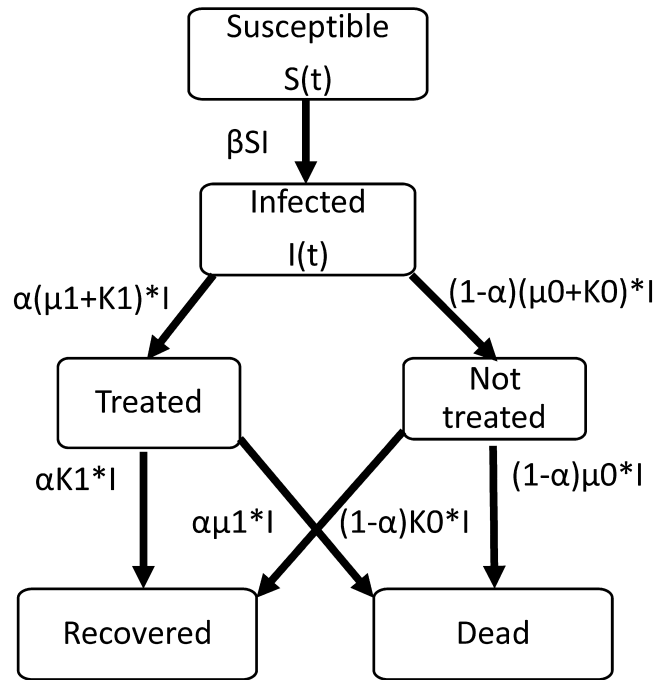 Susceptible
S(t)
βSI
Infected
I(t)
α(μ1+K1)*I
(1-α)(μ0+K0)*I
Treated
Not
treated
αK1*I
αμ1*I
(1-α)K0*I
(1-α)μ0*I
Recovered
Dead